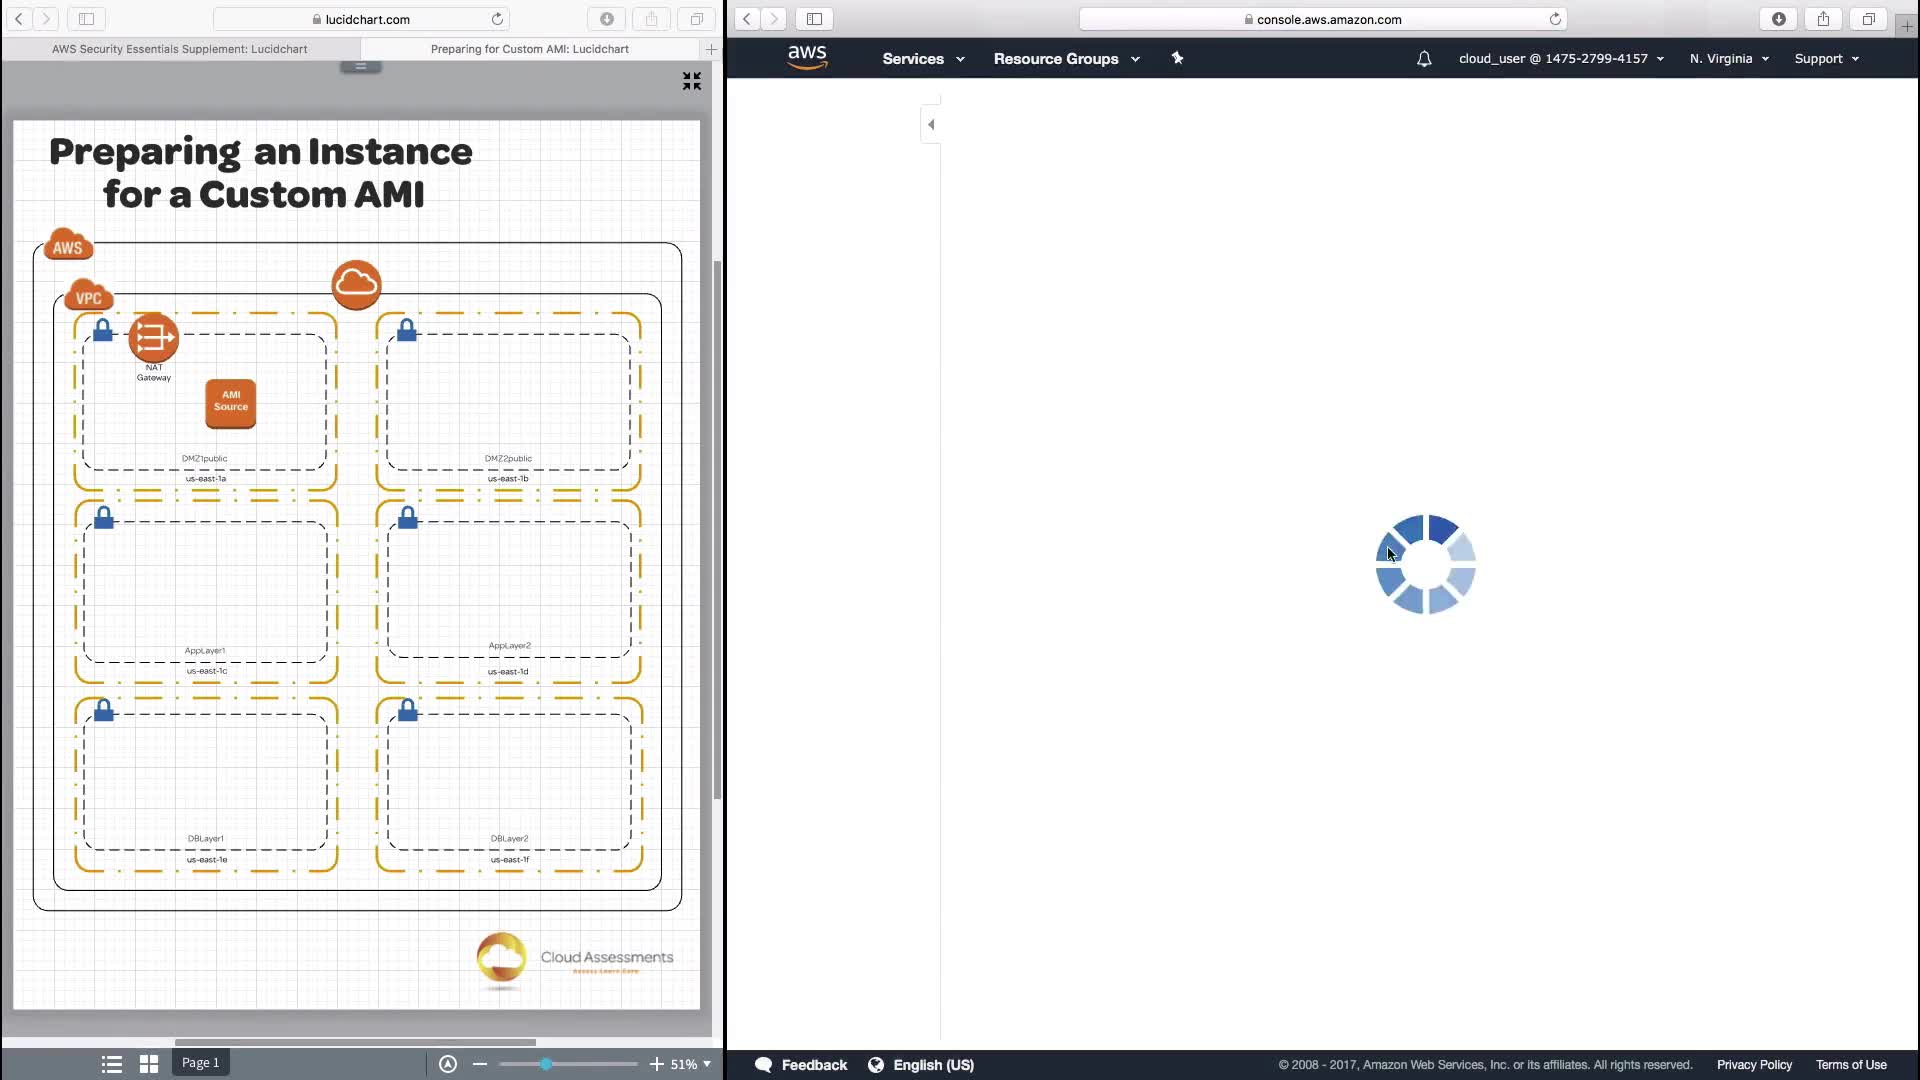 lucidchart.com
console.aws.amazon.com
AWS Security Essentials Supplement: Lucidchart
Preparing for Custom AMI: Lucidchart
aws
Services
Resource Groups
cloud_user @ 1475-2799-4157
N. Virginia
Support
Preparing an Instance
for a Custom AMI
AWS
VPC
NAT
Gateway
AMI
Source
DMZ1public
us-east-1a
DMZ2public
us-east-1b
AppLayer1
us-east-1c
AppLayer2
us-east-1d
DBLayer1
us-east-1e
DBLayer2
us-east-1f
Cloud Assessments
Assess Learn Earn
Page 1
51%
Feedback
English (US)
© 2008 - 2017, Amazon Web Services, Inc. or its affiliates. All rights reserved.
Privacy Policy
Terms of Use